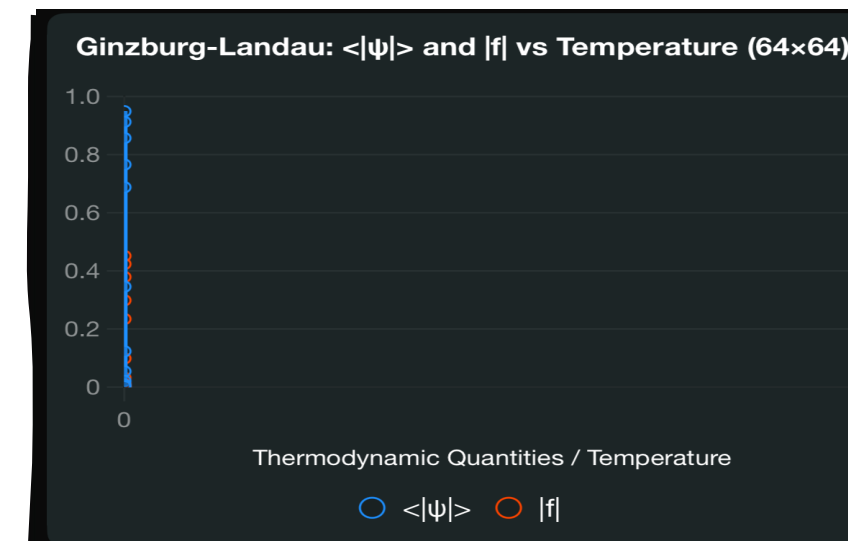 Ginzburg-Landau: <|ψ|> and |f| vs Temperature (64×64)
1.0
0.8
0.6
0.4
0.2
0
0
Thermodynamic Quantities / Temperature
<|ψ|> |f|